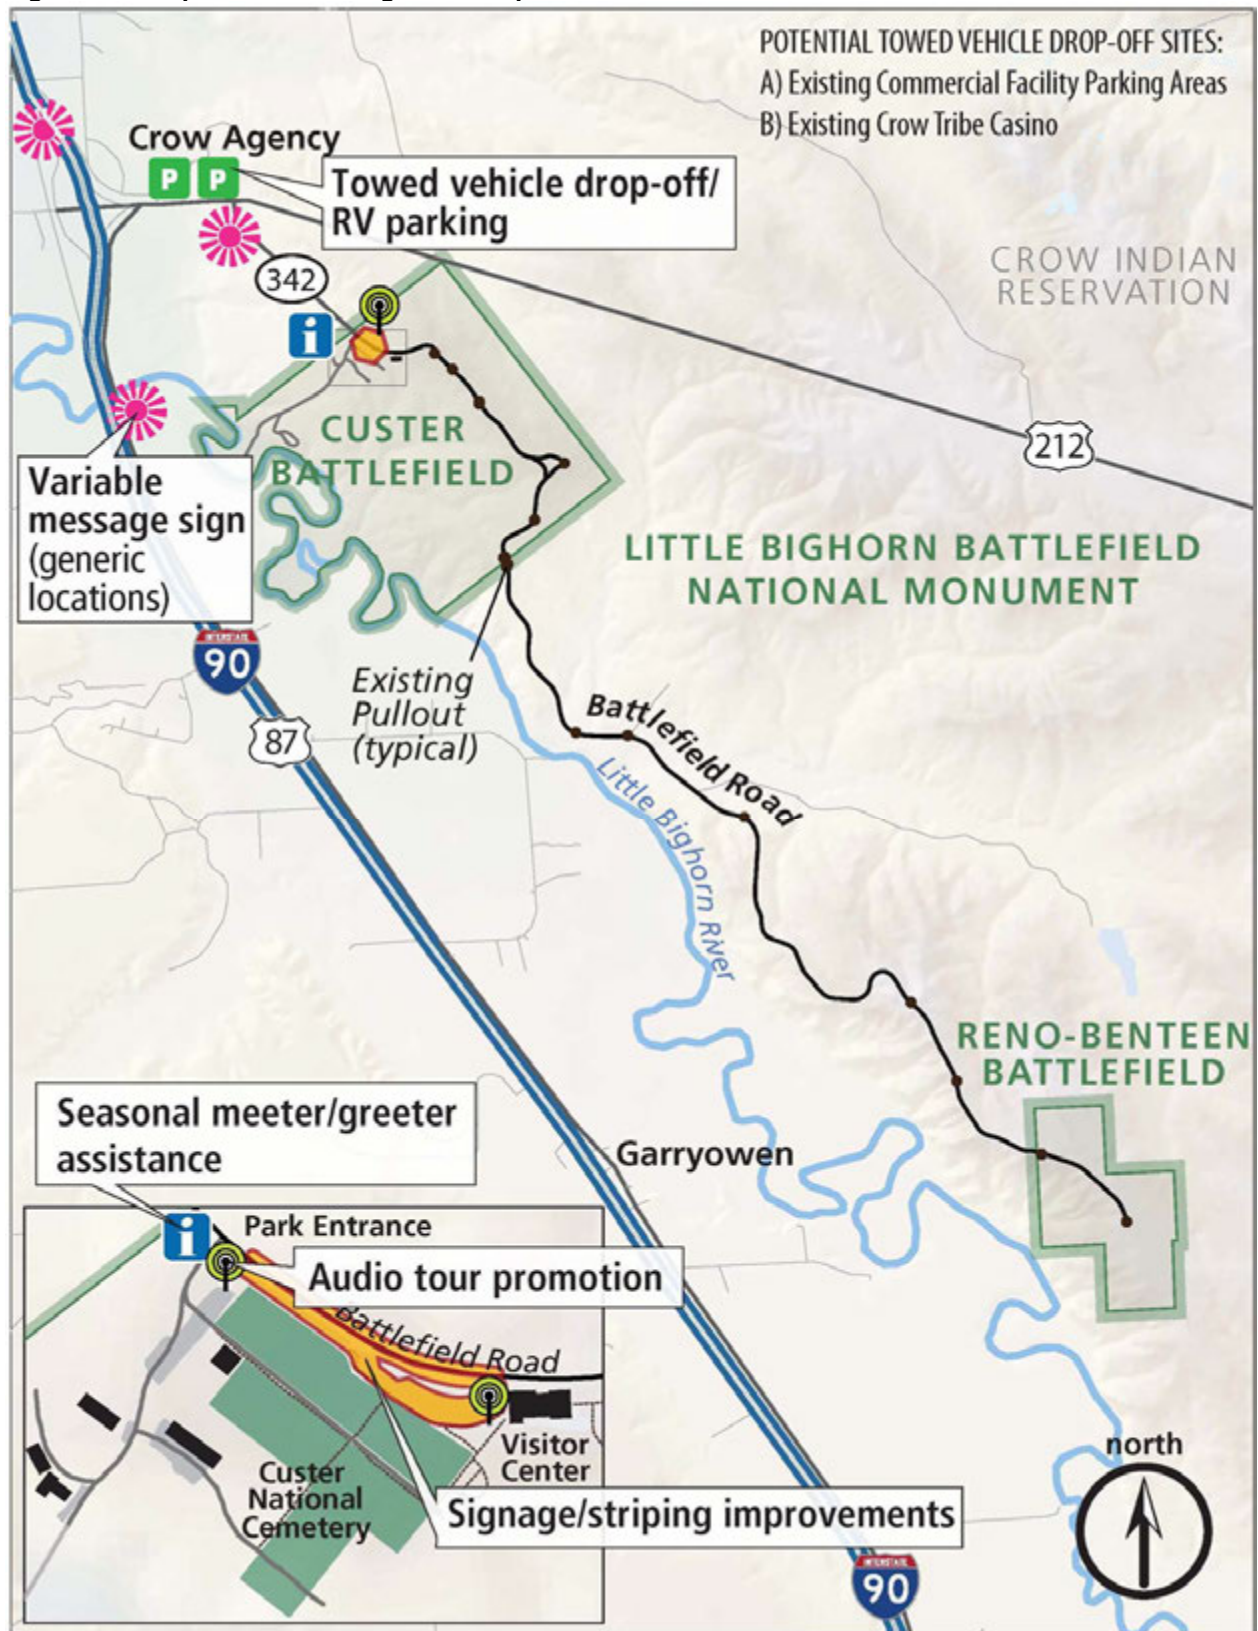 POTENTIAL TOWED VEHICLE DROP-OFF SITES:
A) Existing Commercial Facility Parking Areas
B) Existing Crow Tribe Casino
Crow Agency
P P
Towed vehicle drop-off/
RV parking
CROW INDIAN
RESERVATION
342
i
CUSTER
BATTLEFIELD
212
Variable
message sign
(generic
locations)
LITTLE BIGHORN BATTLEFIELD
NATIONAL MONUMENT
INTERSTATE
90
87
Existing
Pullout
(typical)
Battlefield Road
Little Bighorn River
RENO-BENTEEN
BATTLEFIELD
Garryowen
Seasonal meeter/greeter
assistance
i
Park Entrance
Audio tour promotion
Battlefield Road
Visitor
Center
Custer
National
Cemetery
Signage/striping improvements
north
INTERSTATE
90